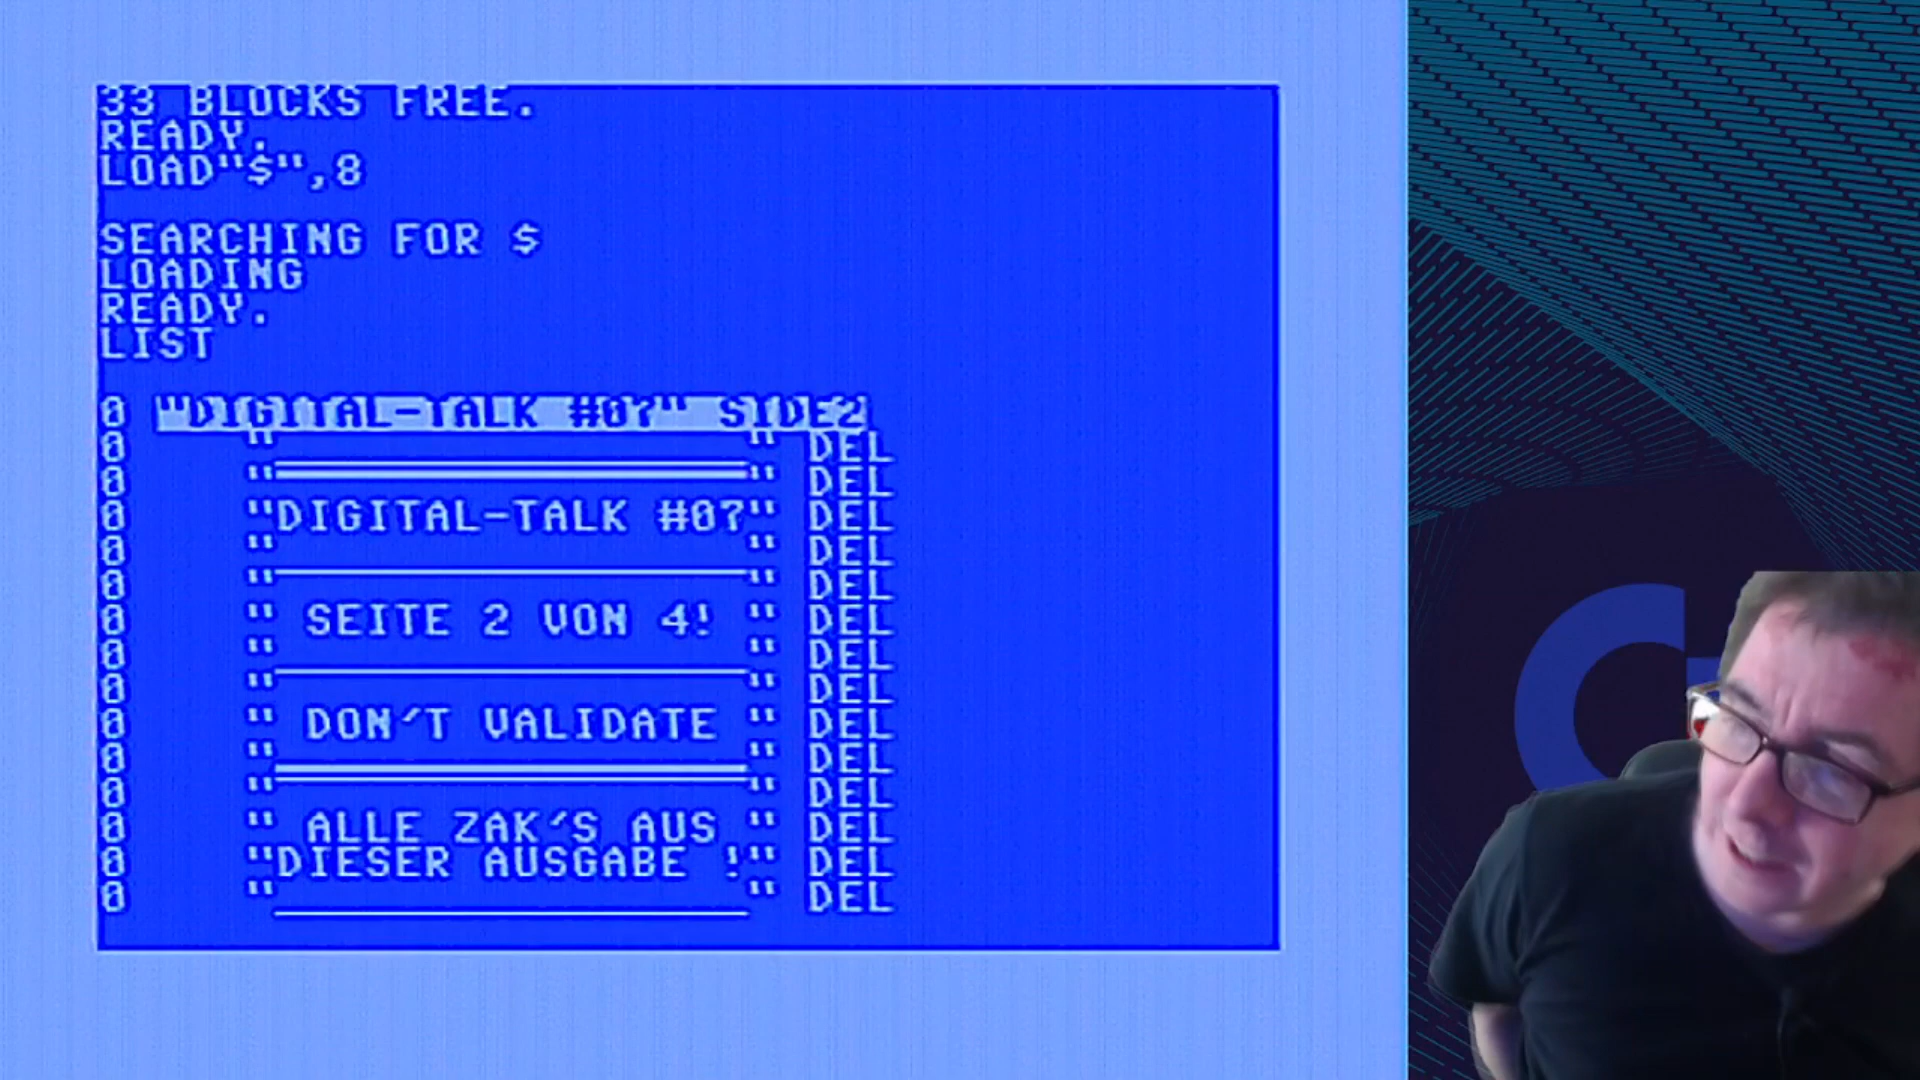 33 BLOCKS FREE.
READY.
LOAD"$",8
SEARCHING FOR $
LOADING
READY.
LIST
0 "DIGITAL-TALK #07" SIDE2
0 " " DEL
0 " " DEL
0 "DIGITAL-TALK #07" DEL
0 " " DEL
0 " " DEL
0 " SEITE 2 VON 4! " DEL
0 " " DEL
0 " " DEL
0 " DON'T VALIDATE " DEL
0 " " DEL
0 " " DEL
0 " ALLE ZAK'S AUS " DEL
0 "DIESER AUSGABE !" DEL
0 " " DEL